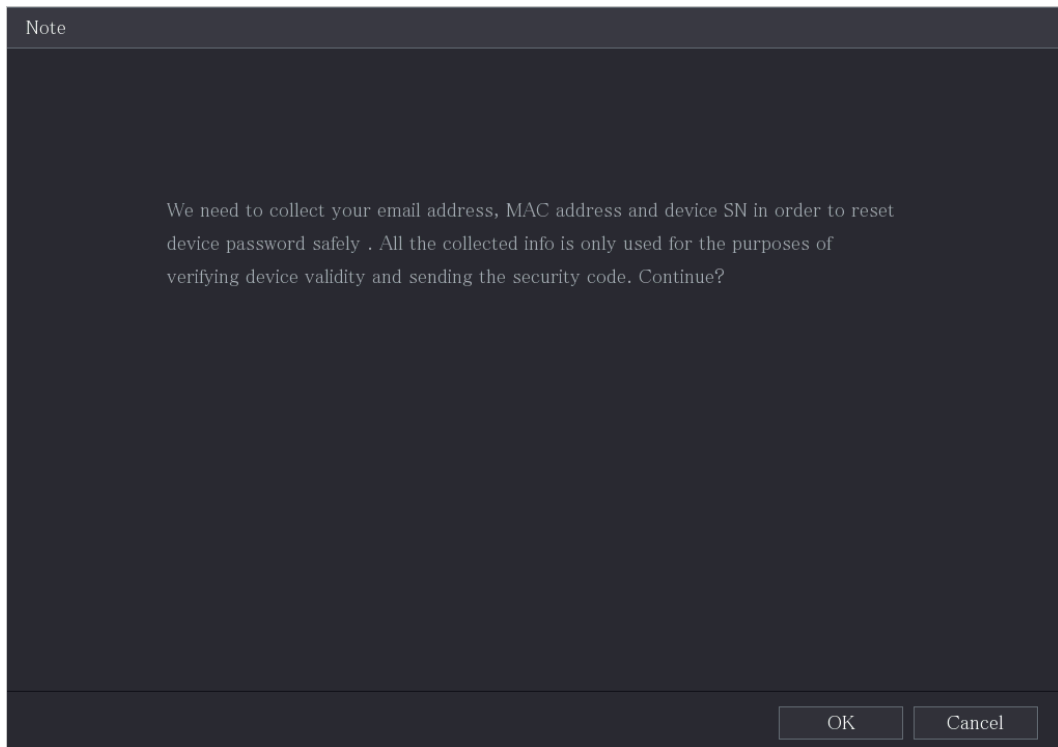 Note
We need to collect your email address, MAC address and device SN in order to reset
device password safely . All the collected info is only used for the purposes of
verifying device validity and sending the security code. Continue?
OK
Cancel